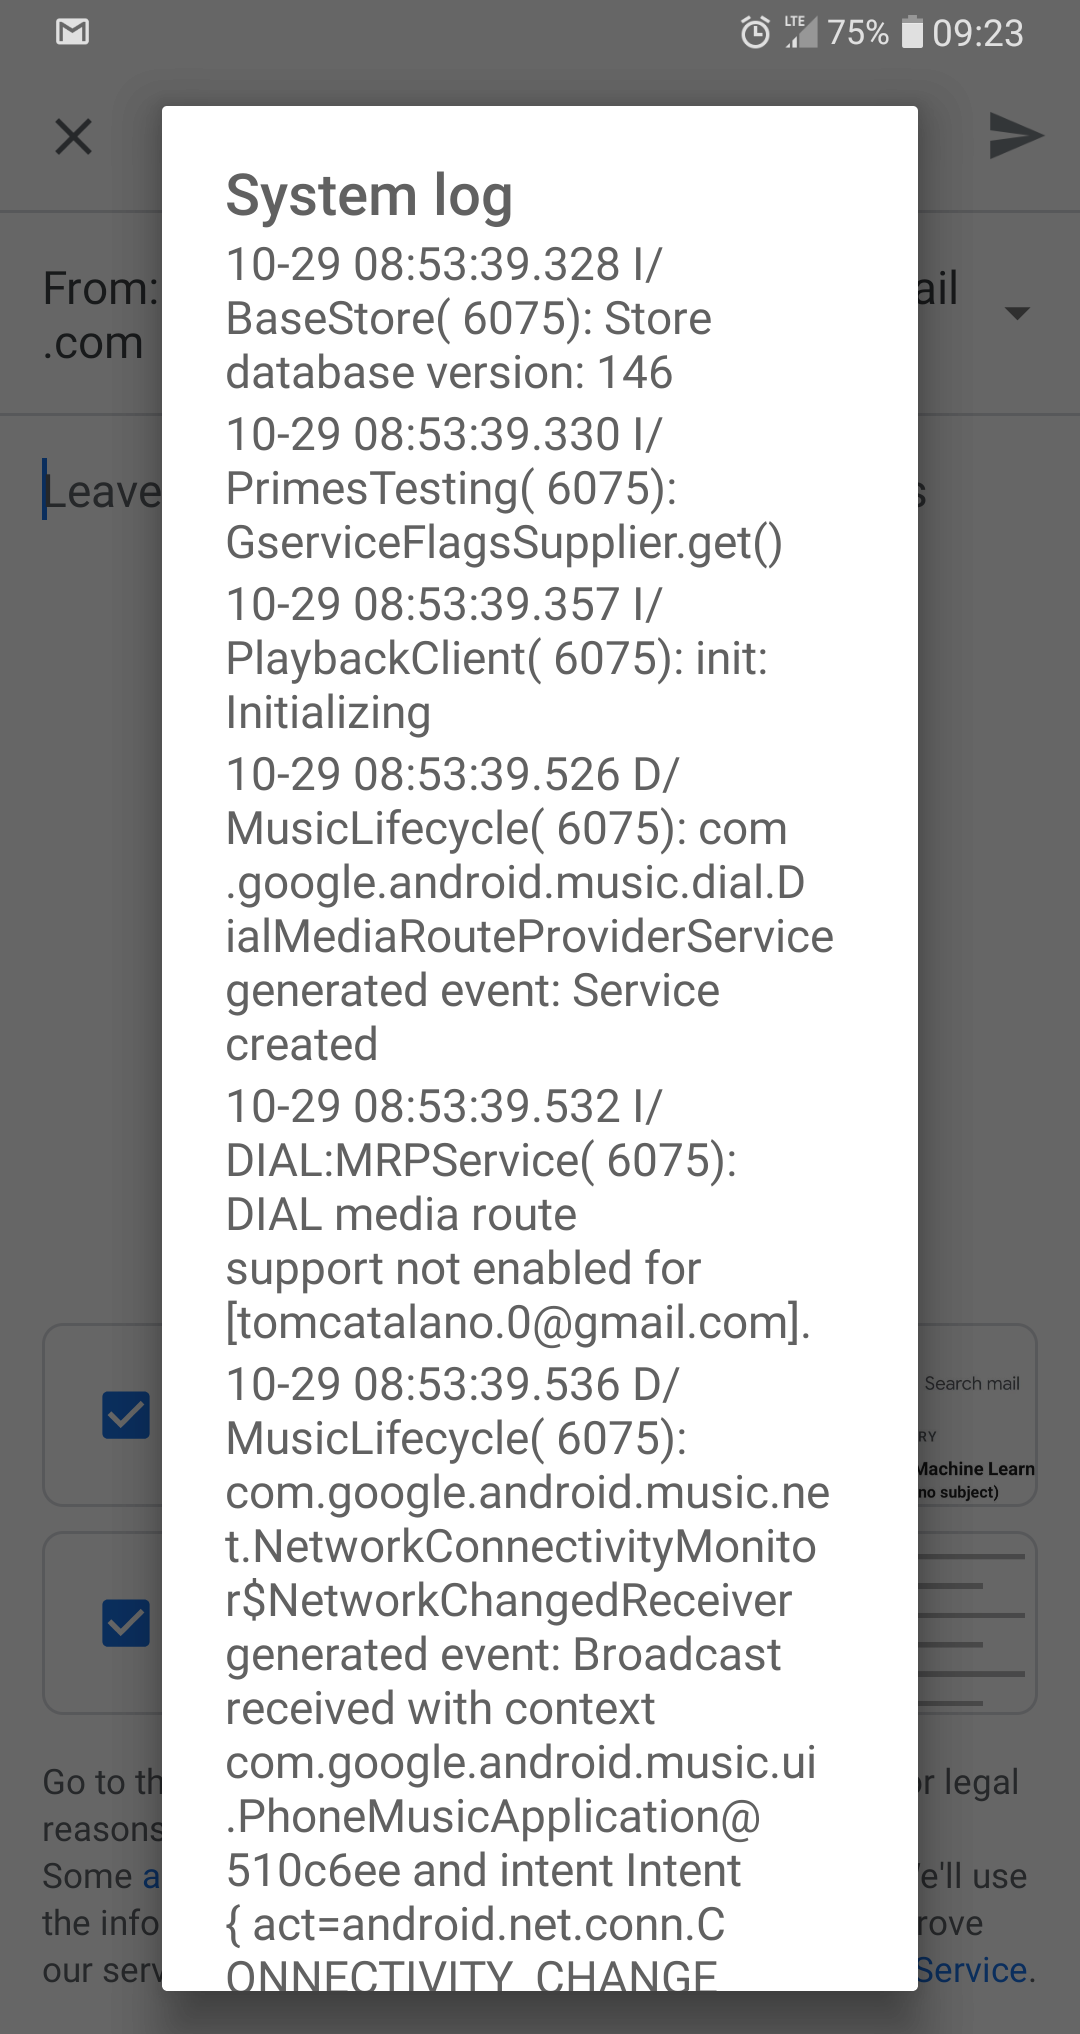 LTE 75% 09:23
System log
From: ail
.com
10-29 08:53:39.328 I/
BaseStore( 6075): Store
database version: 146
10-29 08:53:39.330 I/
PrimesTesting( 6075):
GserviceFlagsSupplier.get()
10-29 08:53:39.357 I/
PlaybackClient( 6075): init:
Initializing
10-29 08:53:39.526 D/
MusicLifecycle( 6075): com
.google.android.music.dial.D
ialMediaRouteProviderService
generated event: Service
created
10-29 08:53:39.532 I/
DIAL:MRPService( 6075):
DIAL media route
support not enabled for
[tomcatalano.0@gmail.com].
10-29 08:53:39.536 D/
MusicLifecycle( 6075):
com.google.android.music.ne
t.NetworkConnectivityMonito
r$NetworkChangedReceiver
generated event: Broadcast
received with context
com.google.android.music.ui
.PhoneMusicApplication@
510c6ee and intent Intent
{ act=android.net.conn.C
ONNECTIVITY_CHANGE
Leave
Search mail
RY
Machine Learn
no subject)
Go to th or legal
reasons
Some a e'll use
the info rove
our serv Service.